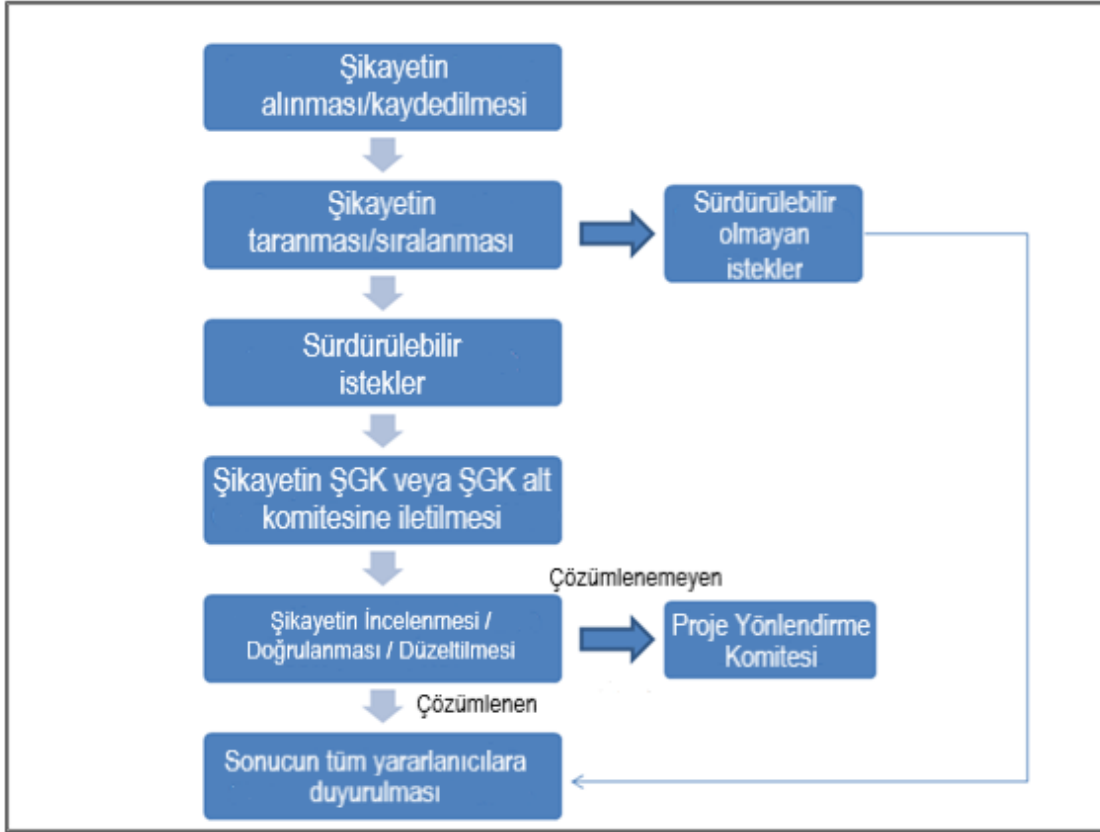 Şikayetin
alınması/kaydedilmesi
Şikayetin
taranması/sıralanması
Sürdürülebilir
olmayan
istekler
Sürdürülebilir
istekler
Şikayetin ŞGK veya ŞGK alt
komitesine iletilmesi
Çözümlenemeyen
Şikayetin İncelenmesi /
Doğrulanması / Düzeltilmesi
Proje Yönlendirme
Komitesi
Çözümlenen
Sonucun tüm yararlanıcılara
duyurulması